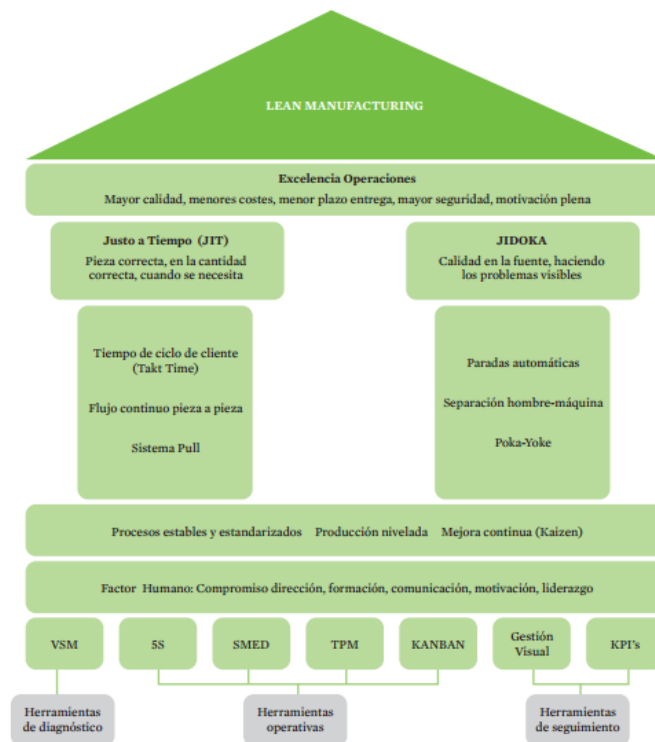 LEAN MANUFACTURING
Excelencia Operaciones
Mayor calidad, menores costes, menor plazo entrega, mayor seguridad, motivación plena
Justo a Tiempo (JIT)
Pieza correcta, en la cantidad
correcta, cuando se necesita
JIDOKA
Calidad en la fuente, haciendo
los problemas visibles
Tiempo de ciclo de cliente
(Takt Time)
Flujo continuo pieza a pieza
Sistema Pull
Paradas automáticas
Separación hombre-máquina
Poka-Yoke
Procesos estables y estandarizados Producción nivelada Mejora continua (Kaizen)
Factor Humano: Compromiso dirección, formación, comunicación, motivación, liderazgo
VSM
5S
SMED
TPM
KANBAN
Gestión
Visual
KPI's
Herramientas
de diagnóstico
Herramientas
operativas
Herramientas
de seguimiento